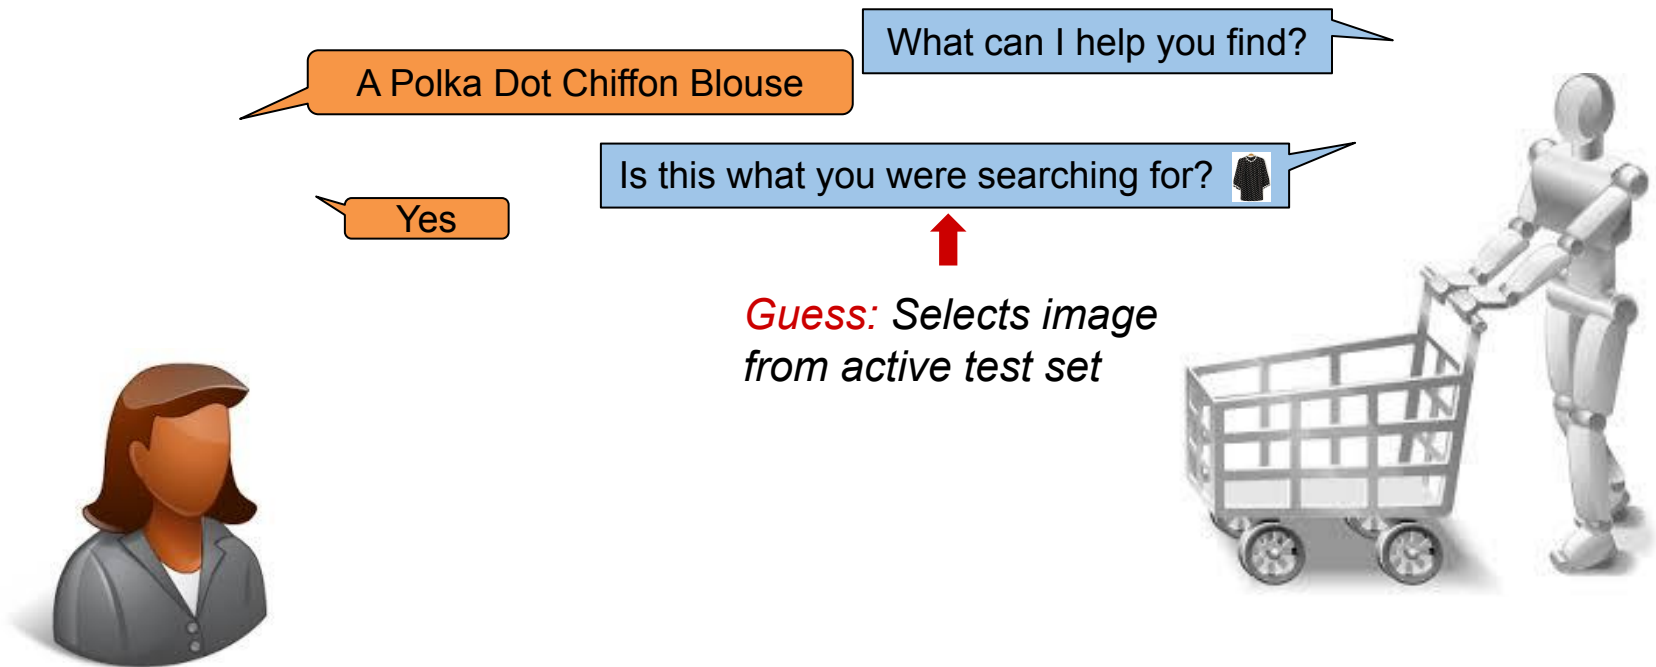 What can I help you find?
A Polka Dot Chiffon Blouse
Is this what you were searching for?
Yes
Guess: Selects image
from active test set